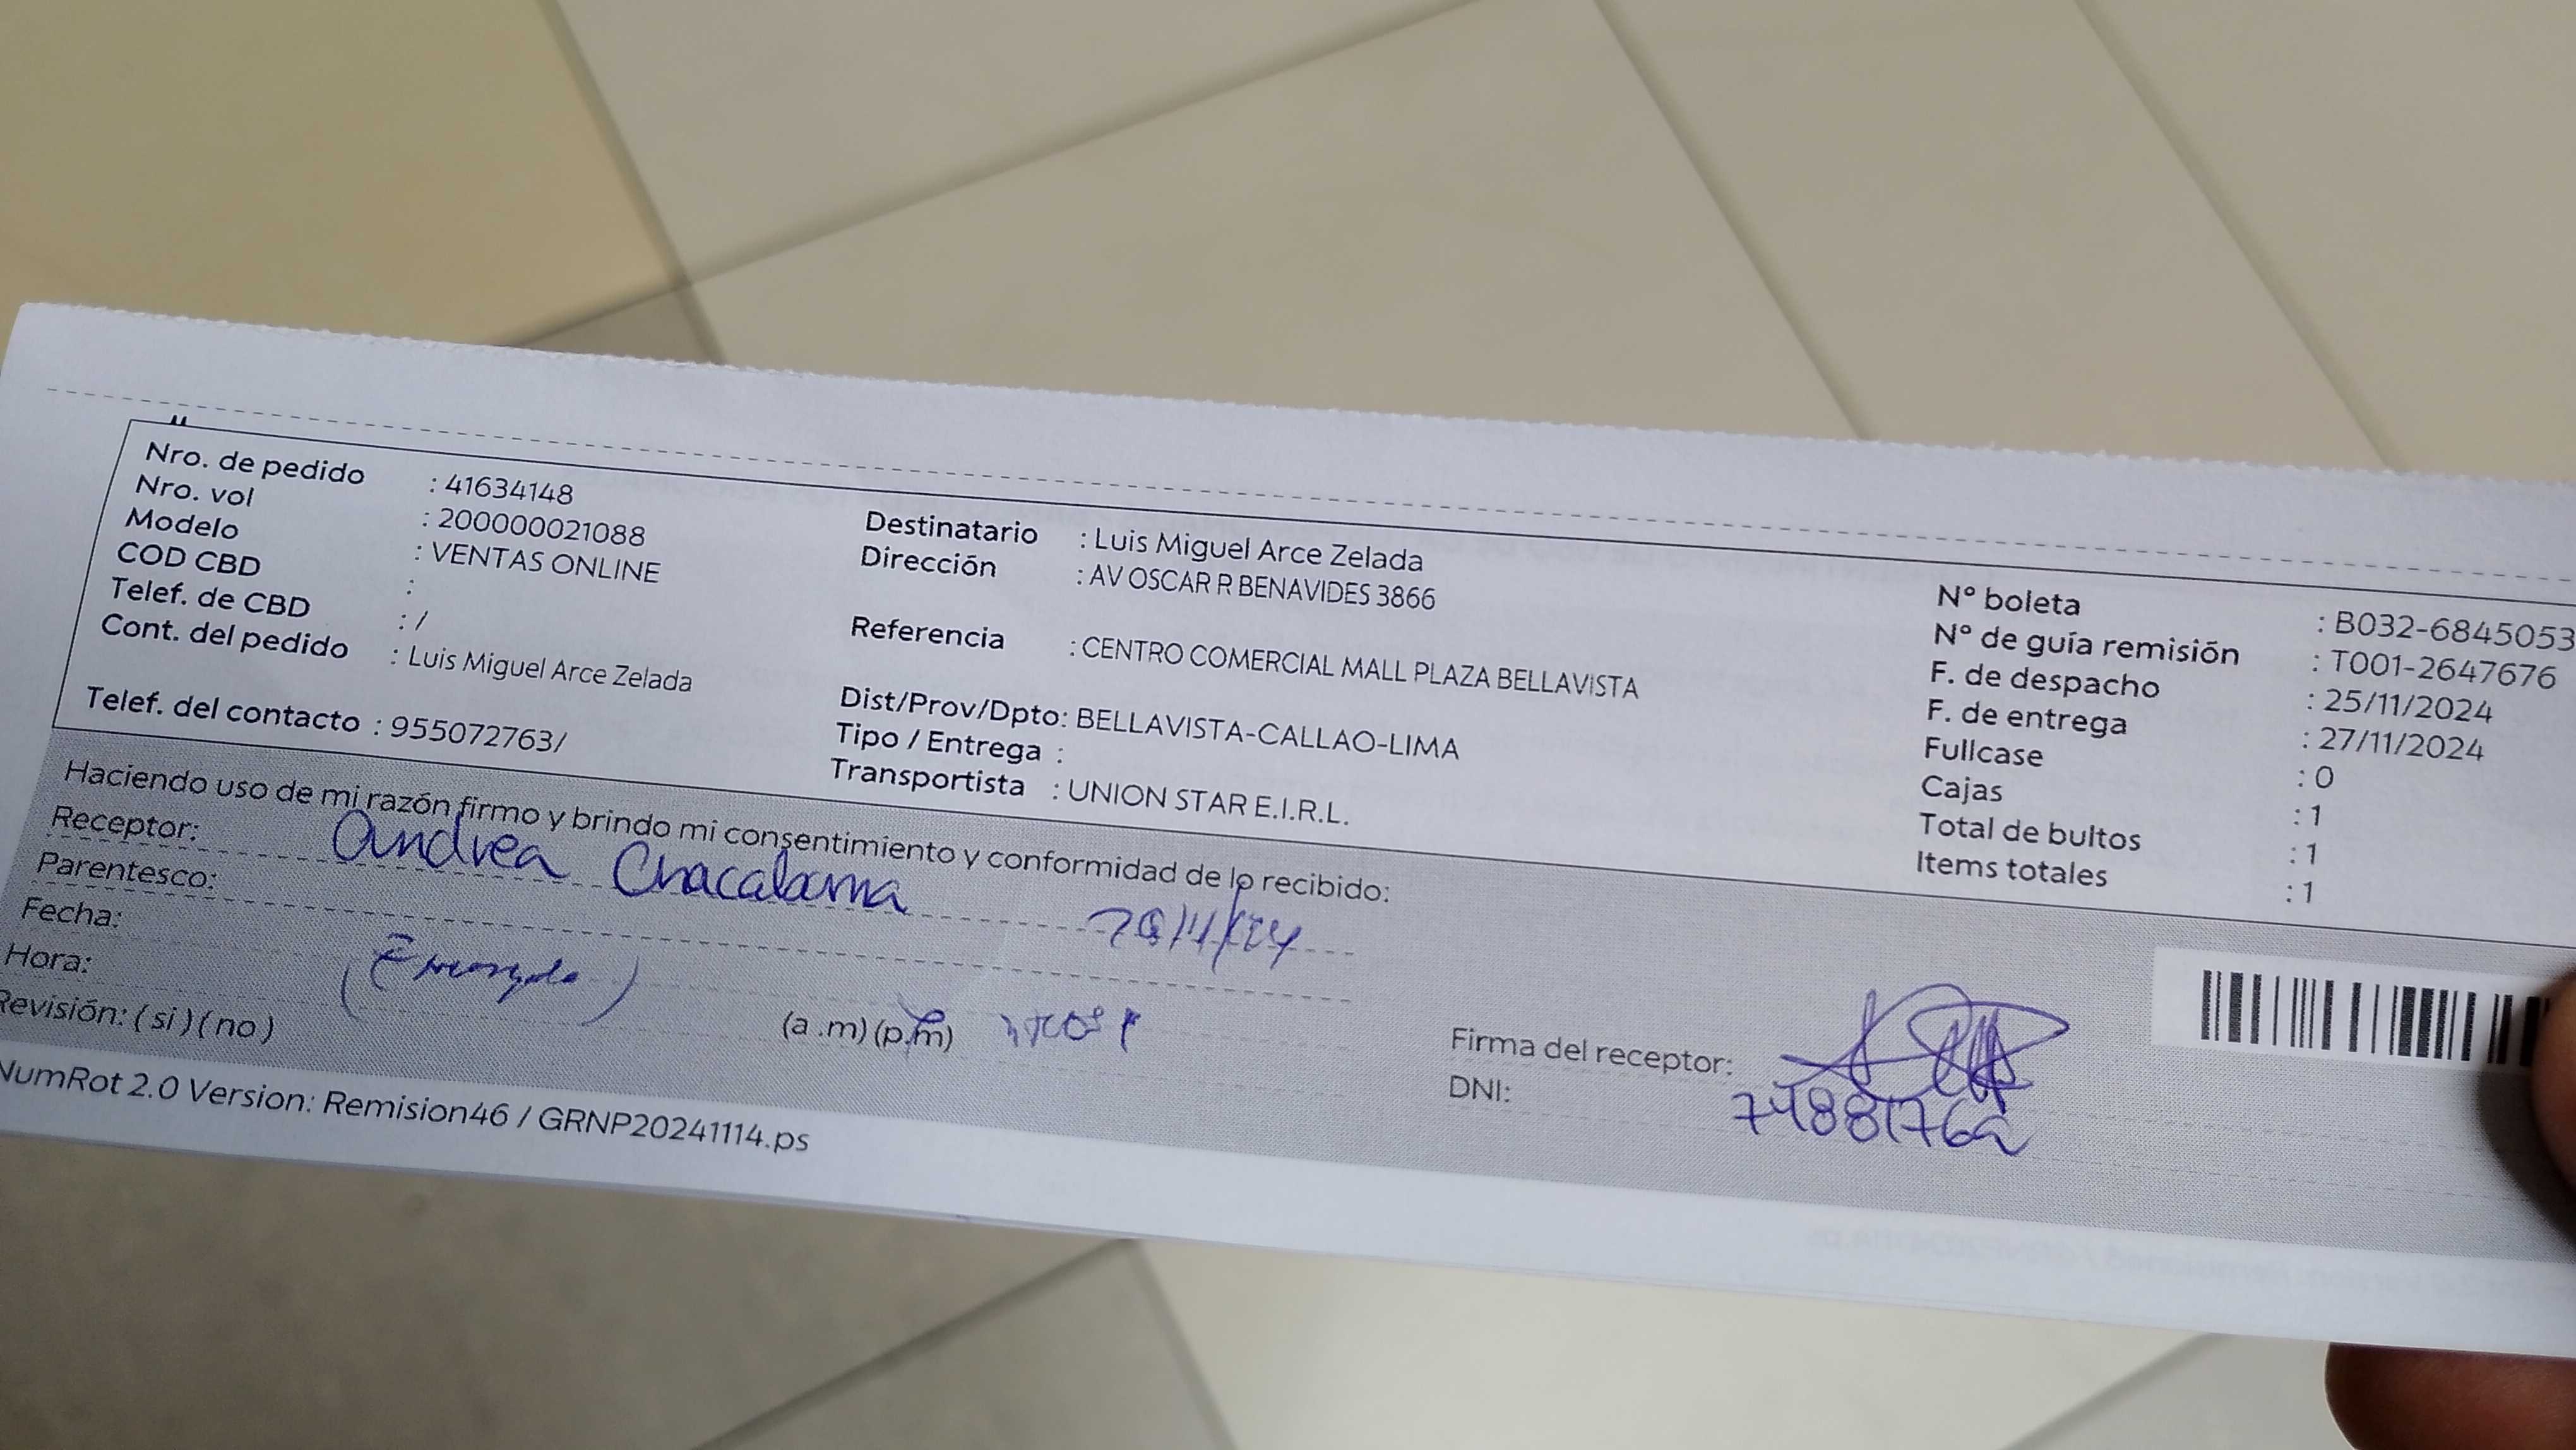 Nro. de pedido : 41634148
Nro. vol : 200000021088
Modelo : VENTAS ONLINE
COD CBD :
Telef. de CBD : /
Cont. del pedido : Luis Miguel Arce Zelada
Telef. del contacto : 955072763/
Destinatario : Luis Miguel Arce Zelada
Dirección : AV OSCAR R BENAVIDES 3866
Referencia : CENTRO COMERCIAL MALL PLAZA BELLAVISTA
Dist/Prov/Dpto: BELLAVISTA-CALLAO-LIMA
Tipo / Entrega :
Transportista : UNION STAR E.I.R.L.
N° boleta : B032-6845053
N° de guía remisión : T001-2647676
F. de despacho : 25/11/2024
F. de entrega : 27/11/2024
Fullcase : 0
Cajas : 1
Total de bultos : 1
Items totales : 1
Haciendo uso de mi razón firmo y brindo mi consentimiento y conformidad de lo recibido:
Receptor: Andrea Chacaliama
Parentesco:
Fecha:
Hora: (a .m) (p.m)
Revisión: ( si ) ( no )
Firma del receptor:
DNI: 74881762
NumRot 2.0 Version: Remision46 / GRNP20241114.ps